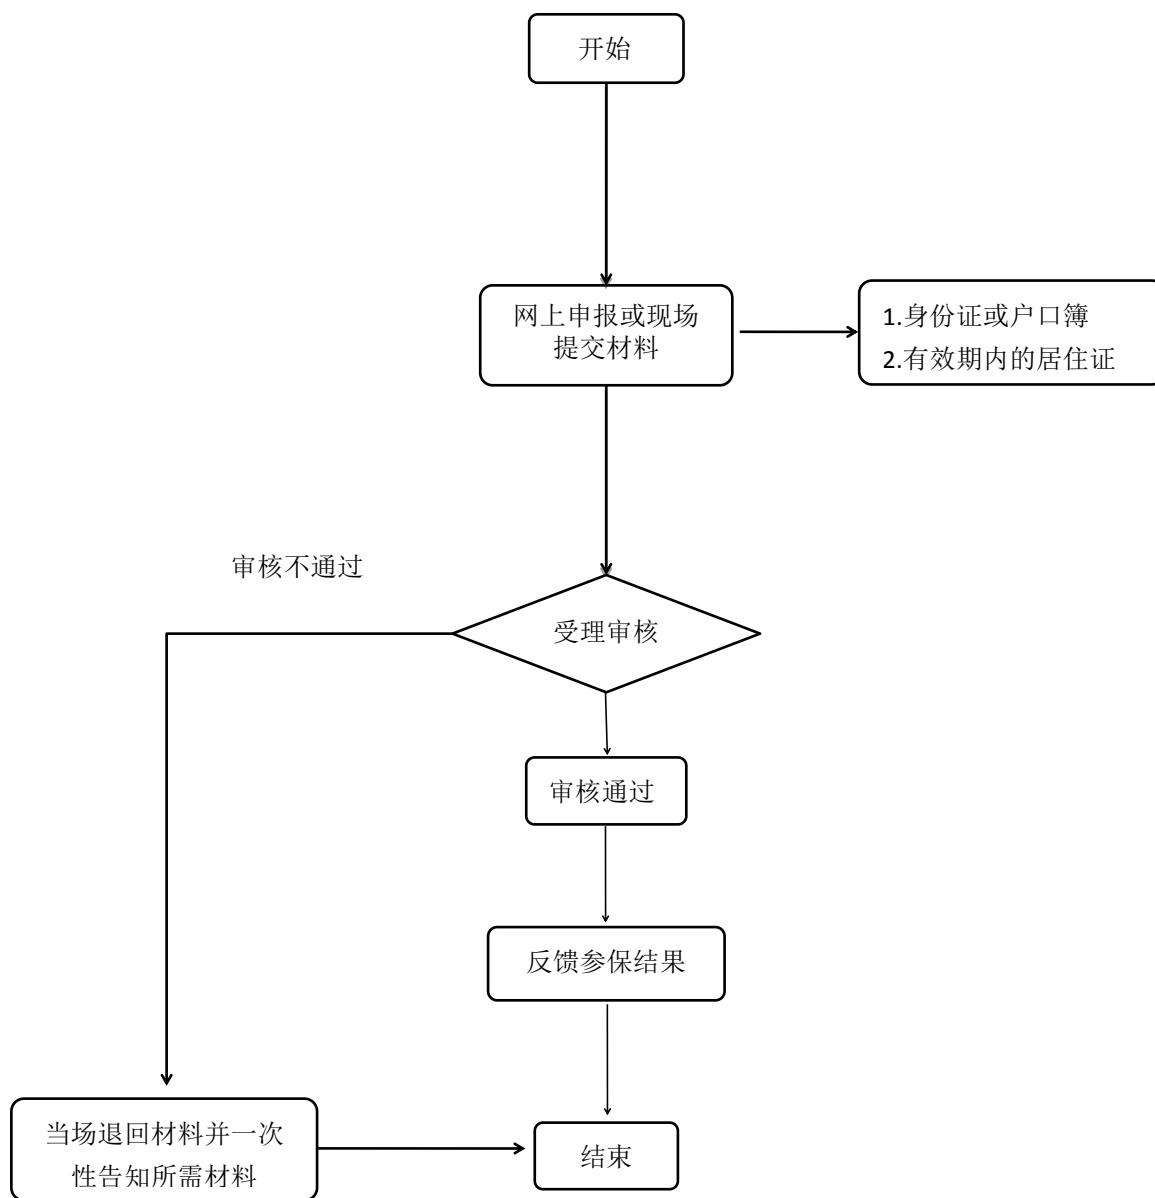 开始
网上申报或现场
提交材料
1.身份证或户口簿
2.有效期内的居住证
审核不通过
受理审核
审核通过
反馈参保结果
当场退回材料并一次
性告知所需材料
结束